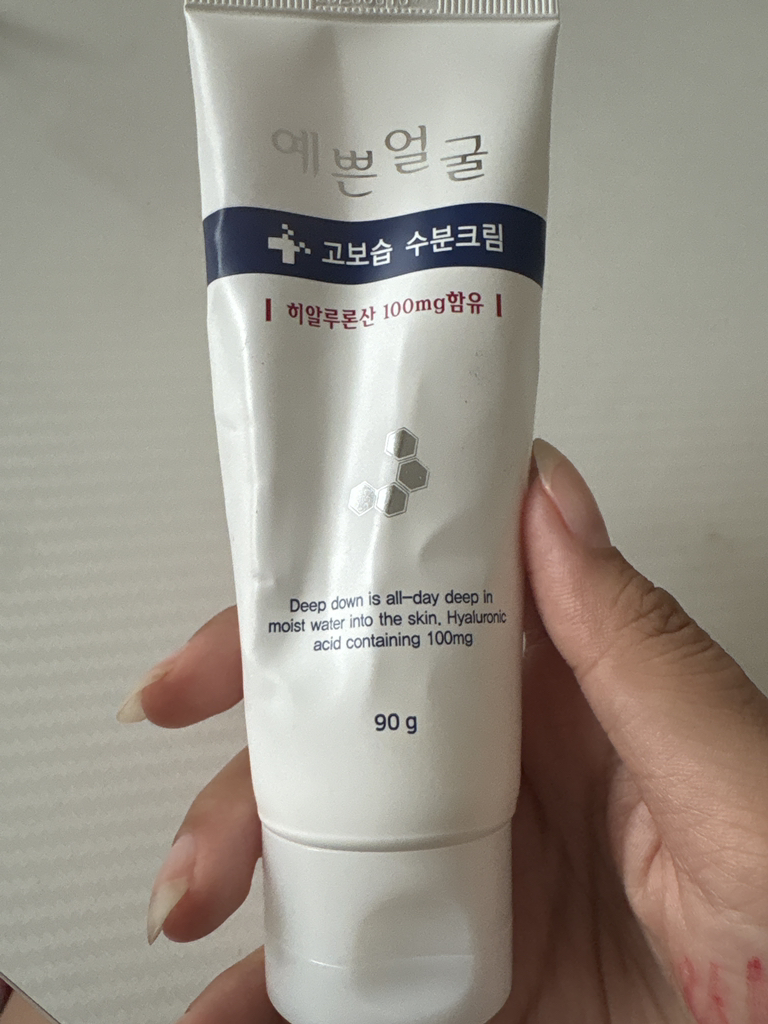 예쁜얼굴
고보습 수분크림
히알루론산 100mg함유
Deep down is all-day deep in
moist water into the skin. Hyaluronic
acid containing 100mg
90 g